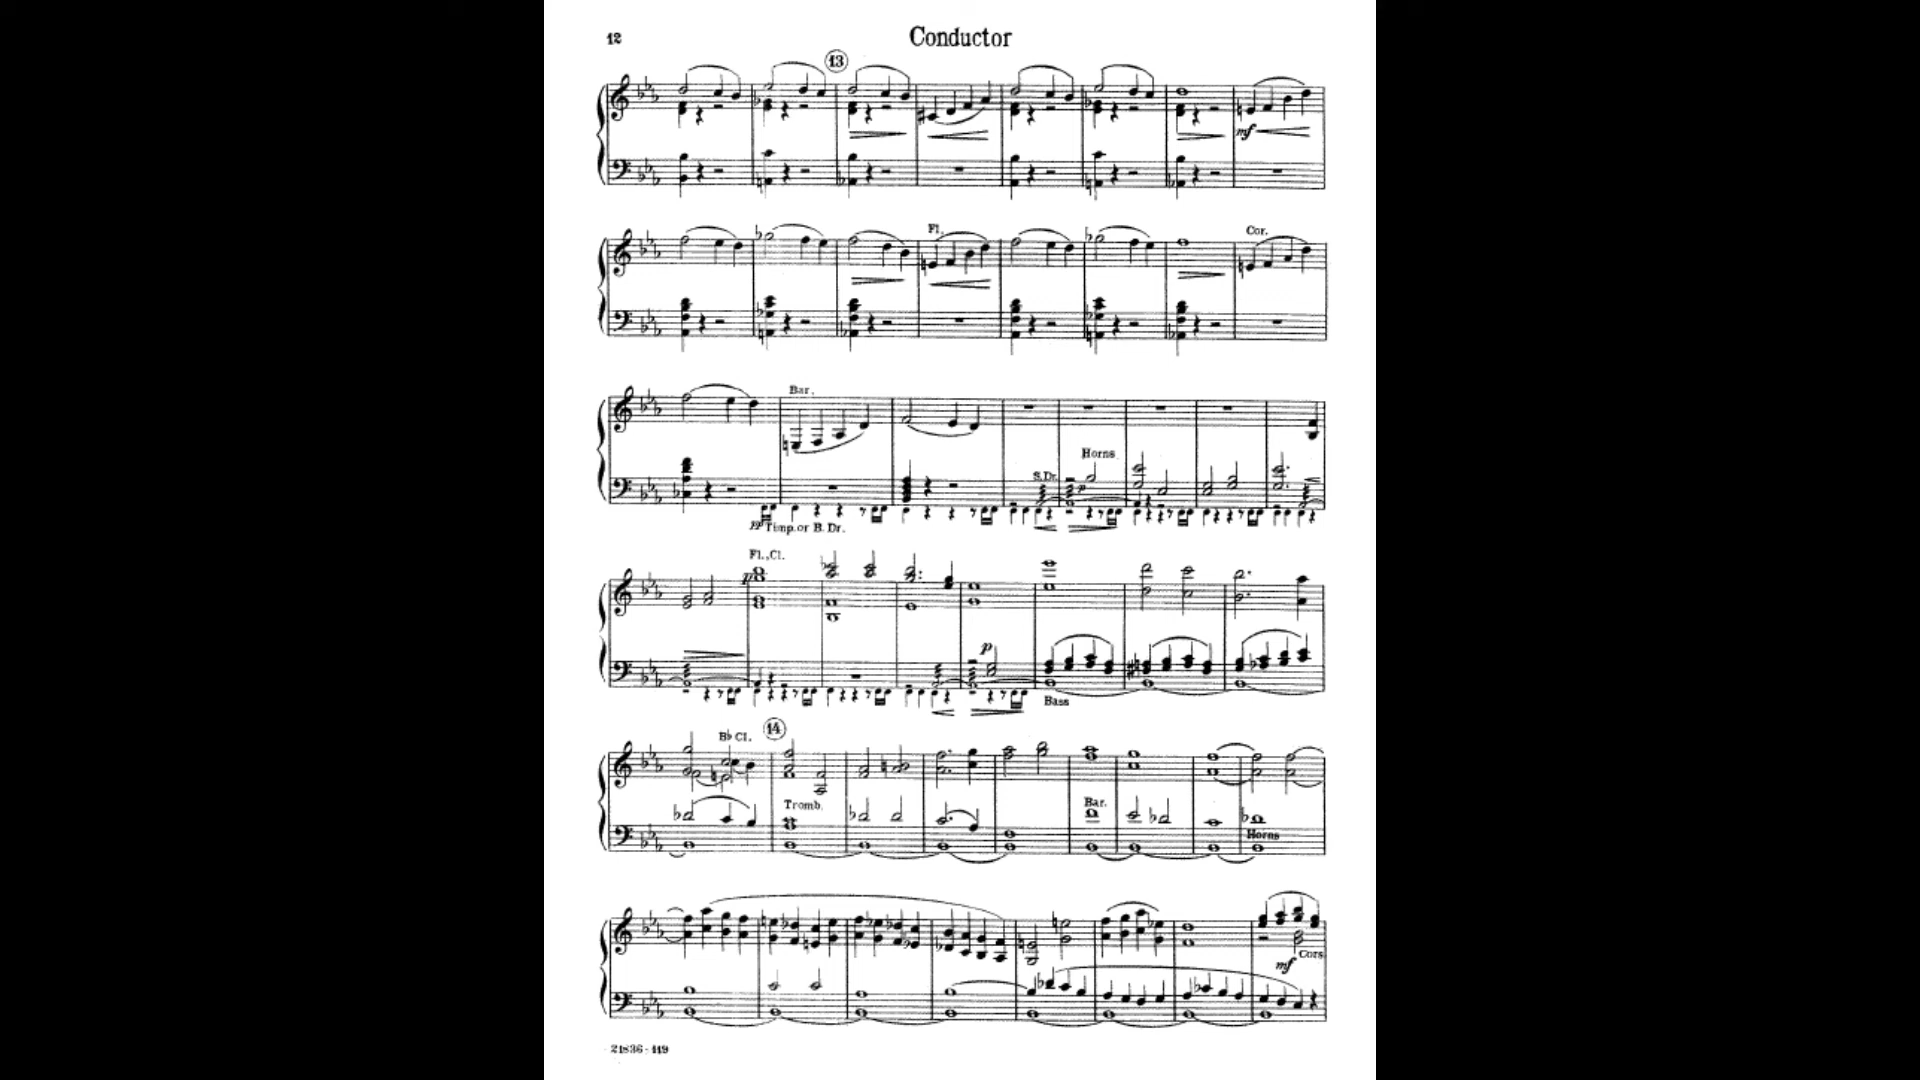 12
Conductor
13
mf
Fl.
Cor.
Bar.
Horns
S.Dr.
p
pp Timp. or B. Dr.
Fl., Cl.
p
p
Bass
14
B♭ Cl.
Tromb.
Bar.
Horns
Cors.
mf
21836-119